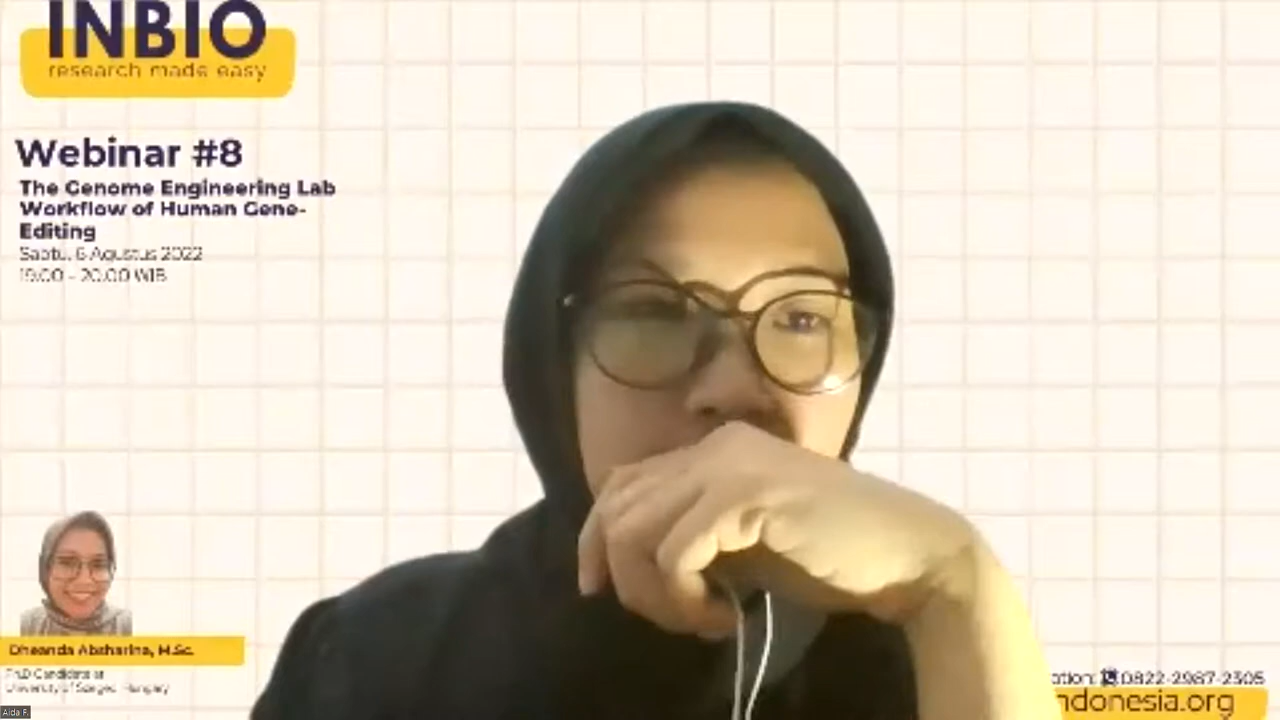 INBIO
research made easy
Webinar #8
The Genome Engineering Lab
Workflow of Human Gene-
Editing
Sabtu, 6 Agustus 2022
19.00 - 20.00 WIB
Dheanda Absharina, M.Sc.
Ph.D Candidate at
University of Szeged, Hungary
Aida F.
ation: 0822-2987-2305
ndonesia.org